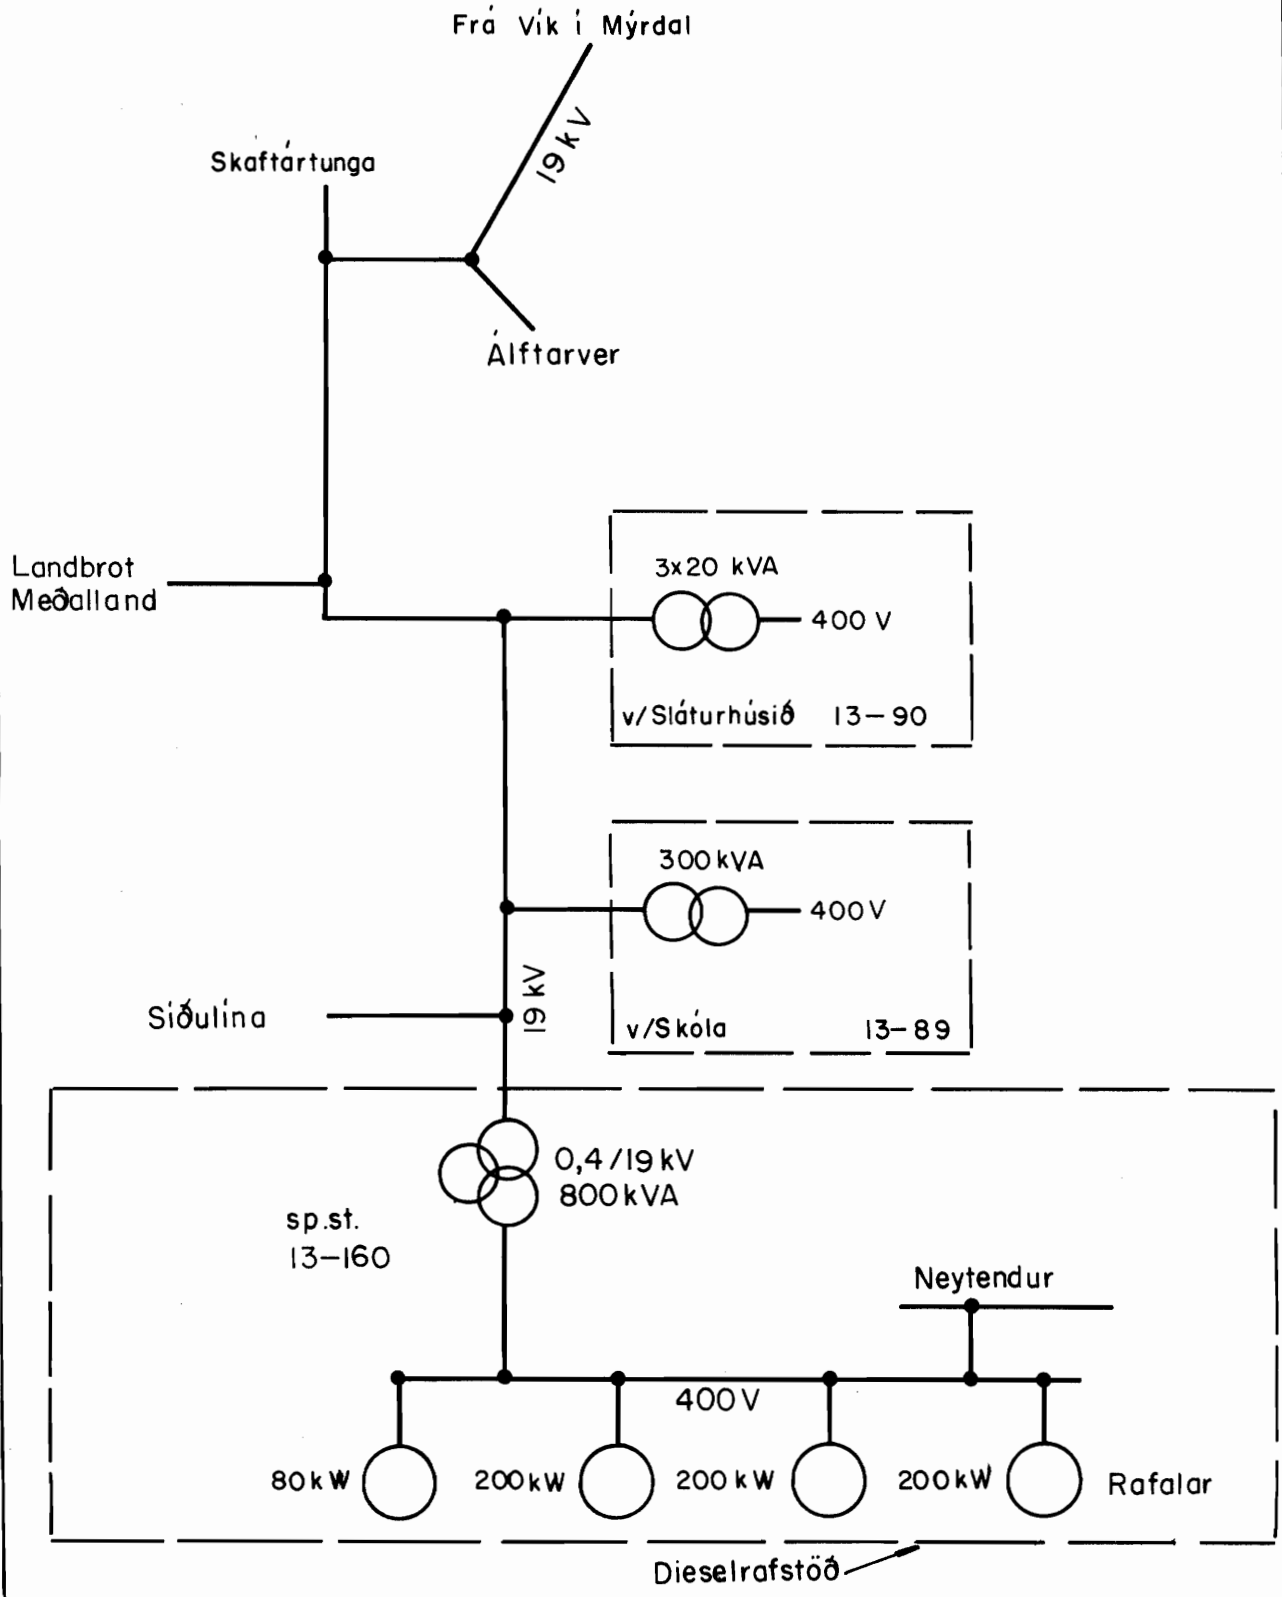 Frá Vík í Mýrdal
19 kV
Skaftártunga
Álftarver
Landbrot
Meðalland
3x20 kVA
400 V
v/Sláturhúsið 13-90
300 kVA
400 V
v/Skóla 13-89
19 kV
Síðulína
0,4/19 kV
800 kVA
sp.st.
13-160
Neytendur
400 V
80 kW 200 kW 200 kW 200 kW Rafalar
Dieselrafstöð